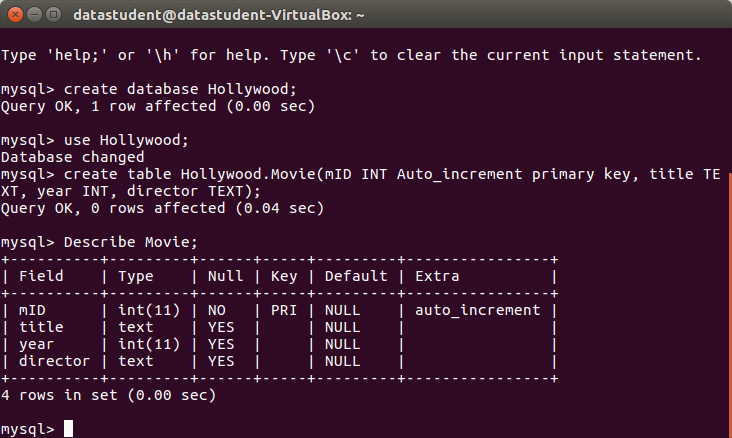 datastudent@datastudent-VirtualBox: ~
Type 'help;' or '\h' for help. Type '\c' to clear the current input statement.
mysql> create database Hollywood;
Query OK, 1 row affected (0.00 sec)
mysql> use Hollywood;
Database changed
mysql> create table Hollywood.Movie(mID INT Auto_increment primary key, title TE
XT, year INT, director TEXT);
Query OK, 0 rows affected (0.04 sec)
mysql> Describe Movie;
+----------+---------+------+-----+---------+----------------+
| Field    | Type    | Null | Key | Default | Extra          |
+----------+---------+------+-----+---------+----------------+
| mID      | int(11) | NO   | PRI | NULL    | auto_increment |
| title    | text    | YES  |     | NULL    |                |
| year     | int(11) | YES  |     | NULL    |                |
| director | text    | YES  |     | NULL    |                |
+----------+---------+------+-----+---------+----------------+
4 rows in set (0.00 sec)
mysql>